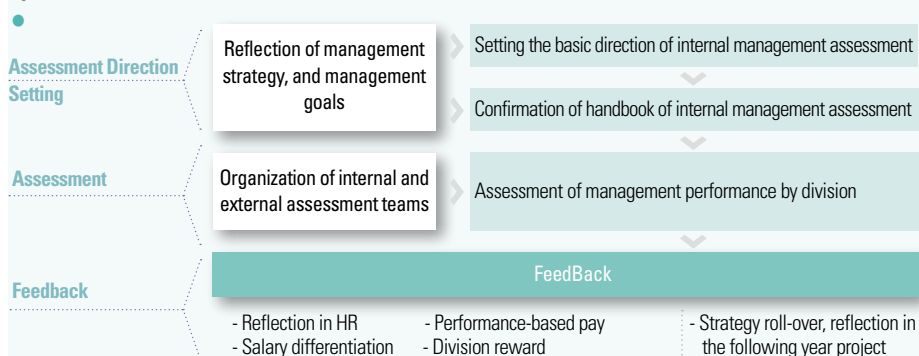 Assessment Direction
Setting
Reflection of management
strategy, and management
goals
Setting the basic direction of internal management assessment
Confirmation of handbook of internal management assessment
Assessment
Organization of internal and
external assessment teams
Assessment of management performance by division
Feedback
FeedBack
- Reflection in HR
- Salary differentiation
- Performance-based pay
- Division reward
- Strategy roll-over, reflection in
the following year project